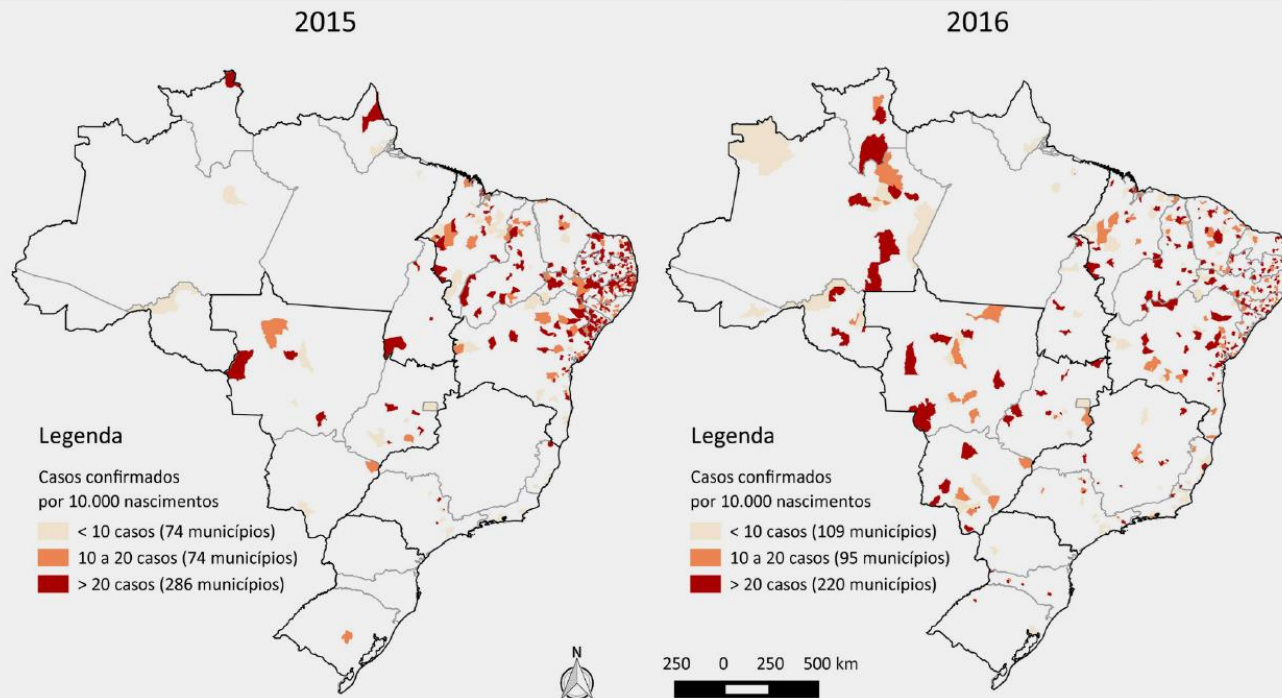 2015
2016
Legenda
Casos confirmados
por 10.000 nascimentos
< 10 casos (74 municípios)
10 a 20 casos (74 municípios)
> 20 casos (286 municípios)
Legenda
Casos confirmados
por 10.000 nascimentos
< 10 casos (109 municípios)
10 a 20 casos (95 municípios)
> 20 casos (220 municípios)
N
250 0 250 500 km